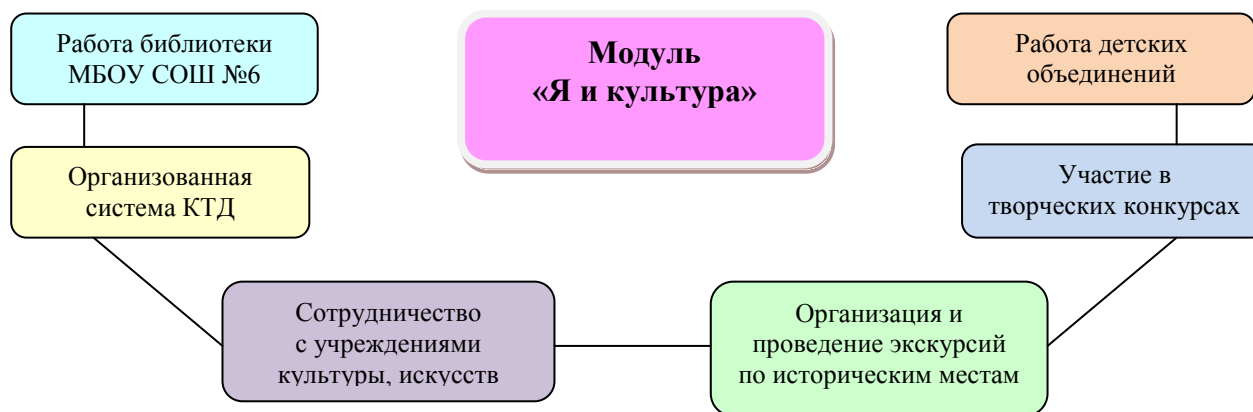 Работа библиотеки
МБОУ СОШ №6
Модуль
«Я и культура»
Работа детских
объединений
Организованная
система КТД
Участие в
творческих конкурсах
Сотрудничество
с учреждениями
культуры, искусств
Организация и
проведение экскурсий
по историческим местам